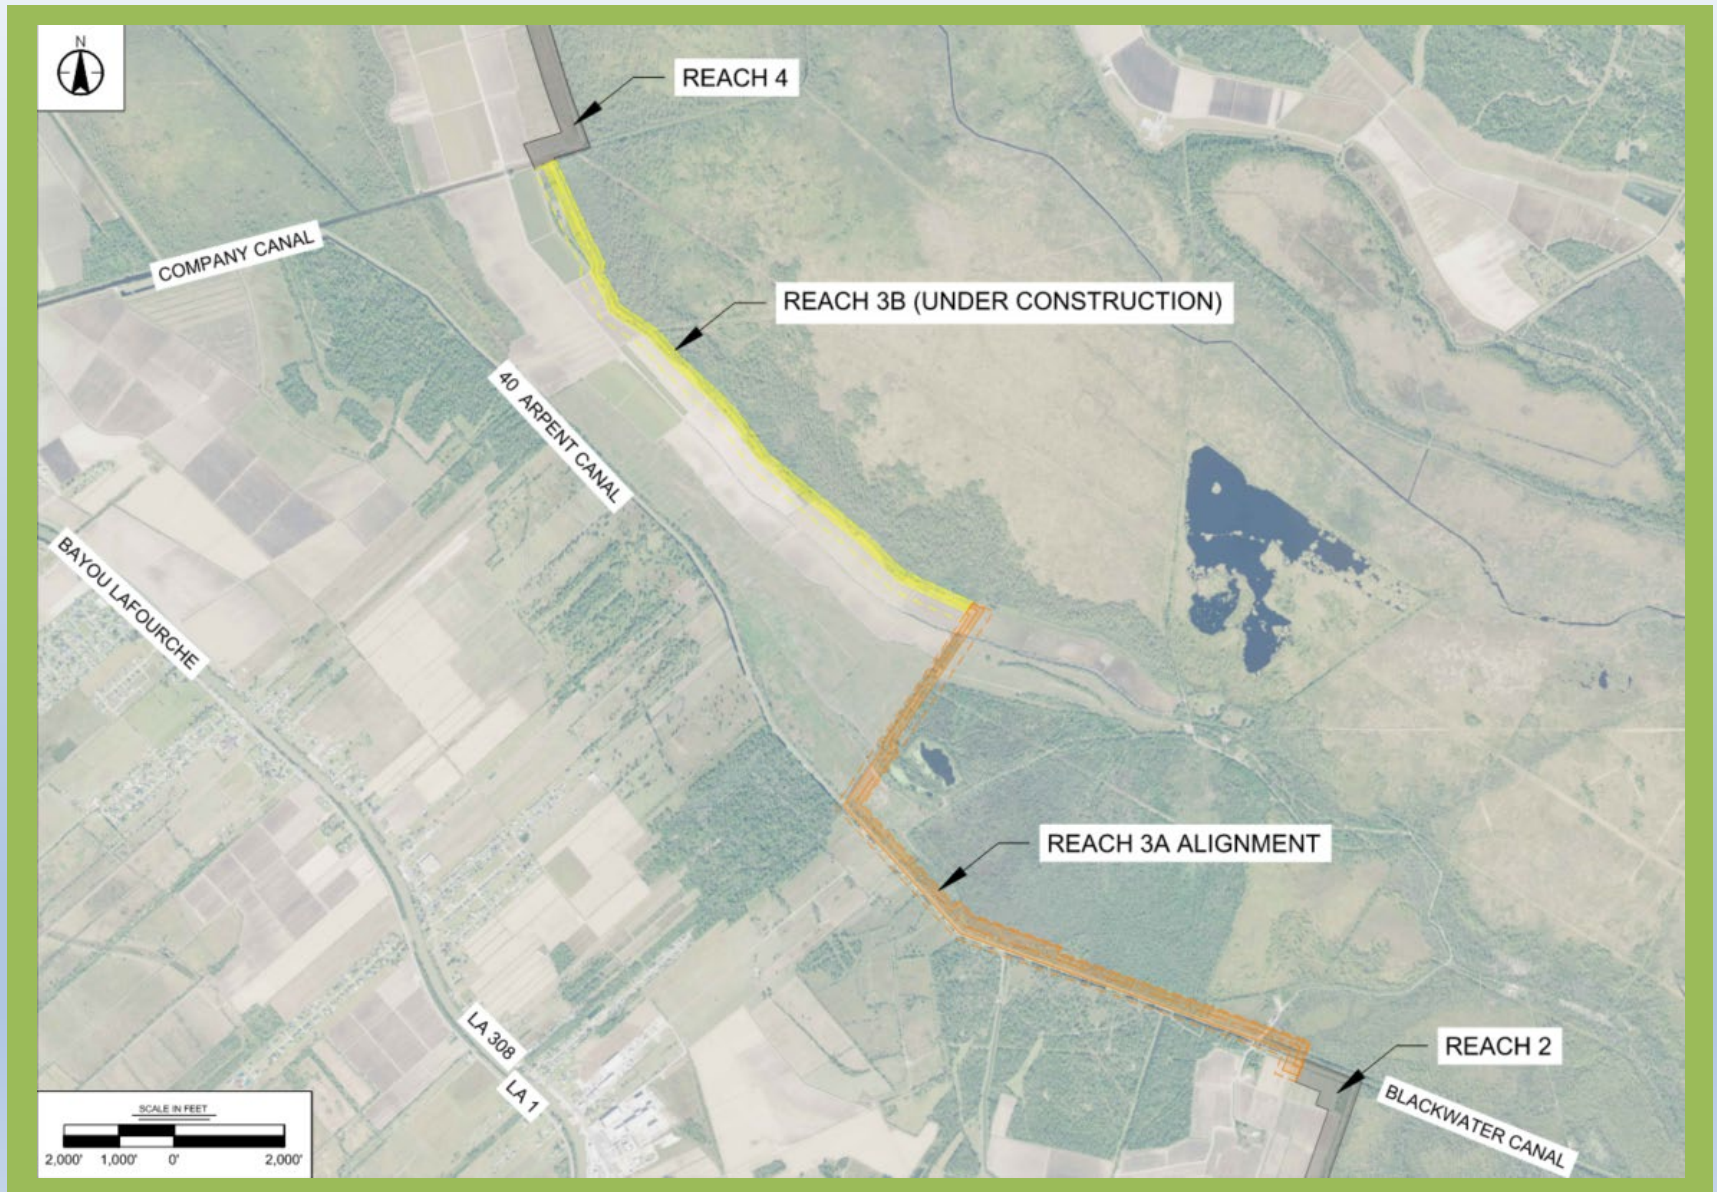 N
REACH 4
COMPANY CANAL
REACH 3B (UNDER CONSTRUCTION)
40 ARPENT CANAL
BAYOU LAFOURCHE
REACH 3A ALIGNMENT
LA 308
LA 1
REACH 2
BLACKWATER CANAL
SCALE IN FEET
2,000' 1,000' 0' 2,000'